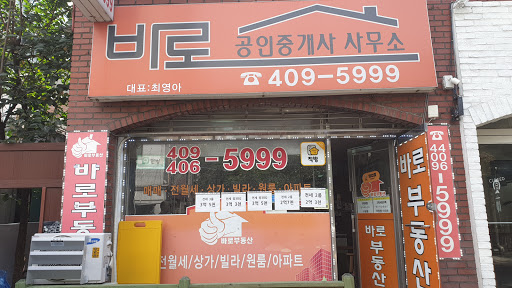 바로 공인중개사 사무소
대표:최영아 ☎409-5999
409
406 -5999
직방
매매 전월세·상가·빌라·원룸·아파트
바로부동산
전월세/상가/빌라/원룸/아파트
바로부동산
바로부동
바로부동산
409
406 -5999